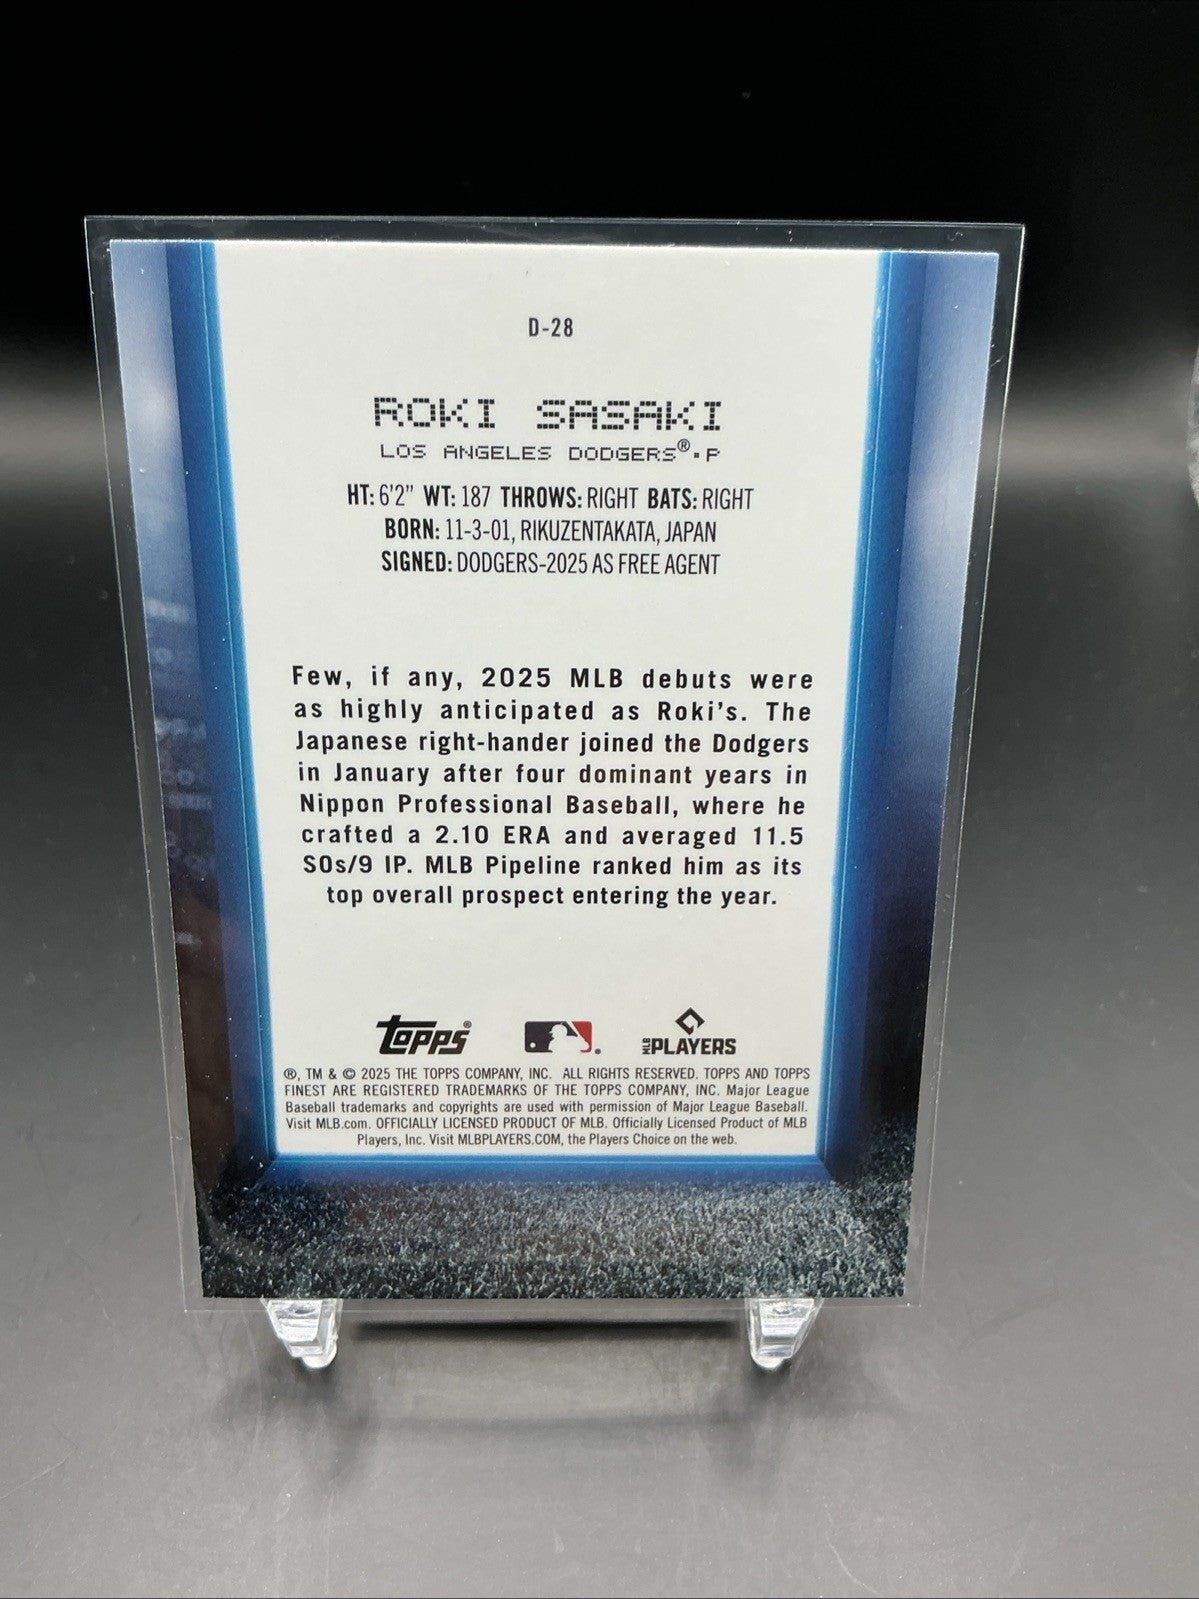 D-28
ROKI SASAKI
LOS ANGELES DODGERS®▪P
HT: 6'2" WT: 187 THROWS: RIGHT BATS: RIGHT
BORN: 11-3-01, RIKUZENTAKATA, JAPAN
SIGNED: DODGERS-2025 AS FREE AGENT
Few, if any, 2025 MLB debuts were
as highly anticipated as Roki's. The
Japanese right-hander joined the Dodgers
in January after four dominant years in
Nippon Professional Baseball, where he
crafted a 2.10 ERA and averaged 11.5
SOs/9 IP. MLB Pipeline ranked him as its
top overall prospect entering the year.
TOPPS® MLB PLAYERS
®, TM & © 2025 THE TOPPS COMPANY, INC. ALL RIGHTS RESERVED. TOPPS AND TOPPS
FINEST ARE REGISTERED TRADEMARKS OF THE TOPPS COMPANY, INC. Major League
Baseball trademarks and copyrights are used with permission of Major League Baseball.
Visit MLB.com. OFFICIALLY LICENSED PRODUCT OF MLB. Officially Licensed Product of MLB
Players, Inc. Visit MLBPLAYERS.COM, the Players Choice on the web.